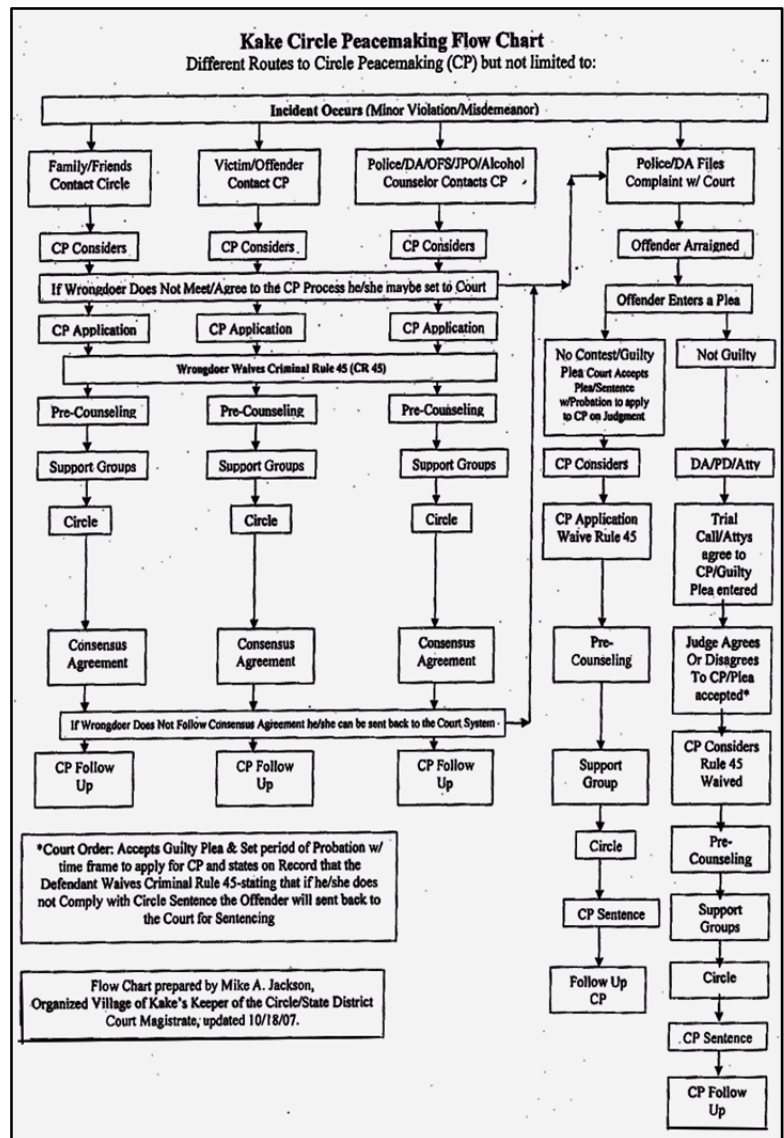 Kake Circle Peacemaking Flow Chart
Different Routes to Circle Peacemaking (CP) but not limited to:
Incident Occurs (Minor Violation/Misdemeanor)
Family/Friends
Contact Circle
Victim/Offender
Contact CP
Police/DA/OFS/JPO/Alcohol
Counselor Contacts CP
Police/DA Files
Complaint w/ Court
CP Considers
CP Considers
CP Considers
Offender Arraigned
If Wrongdoer Does Not Meet/Agree to the CP Process he/she maybe set to Court
Offender Enters a Plea
CP Application
CP Application
CP Application
No Contest/Guilty
Plea Court Accepts
Plea/Sentence
w/Probation to apply
to CP on Judgment
Not Guilty
Wrongdoer Waives Criminal Rule 45 (CR 45)
Pre-Counseling
Pre-Counseling
Pre-Counseling
Support Groups
Support Groups
Support Groups
CP Considers
DA/PD/Atty
Circle
Circle
Circle
CP Application
Waive Rule 45
Trial
Call/Attys
agree to
CP/Guilty
Plea entered
Consensus
Agreement
Consensus
Agreement
Consensus
Agreement
Pre-
Counseling
Judge Agrees
Or Disagrees
To CP/Plea
accepted*
If Wrongdoer Does Not Follow Consensus Agreement he/she can be sent back to the Court System
CP Follow
Up
CP Follow
Up
CP Follow
Up
Support
Group
CP Considers
Rule 45
Waived
Circle
Pre-
Counseling
CP Sentence
Support
Groups
Follow Up
CP
Circle
CP Sentence
CP Follow
Up
*Court Order: Accepts Guilty Plea & Set period of Probation w/
time frame to apply for CP and states on Record that the
Defendant Waives Criminal Rule 45-stating that if he/she does
not Comply with Circle Sentence the Offender will sent back to
the Court for Sentencing
Flow Chart prepared by Mike A. Jackson,
Organized Village of Kake's Keeper of the Circle/State District
Court Magistrate, updated 10/18/07.